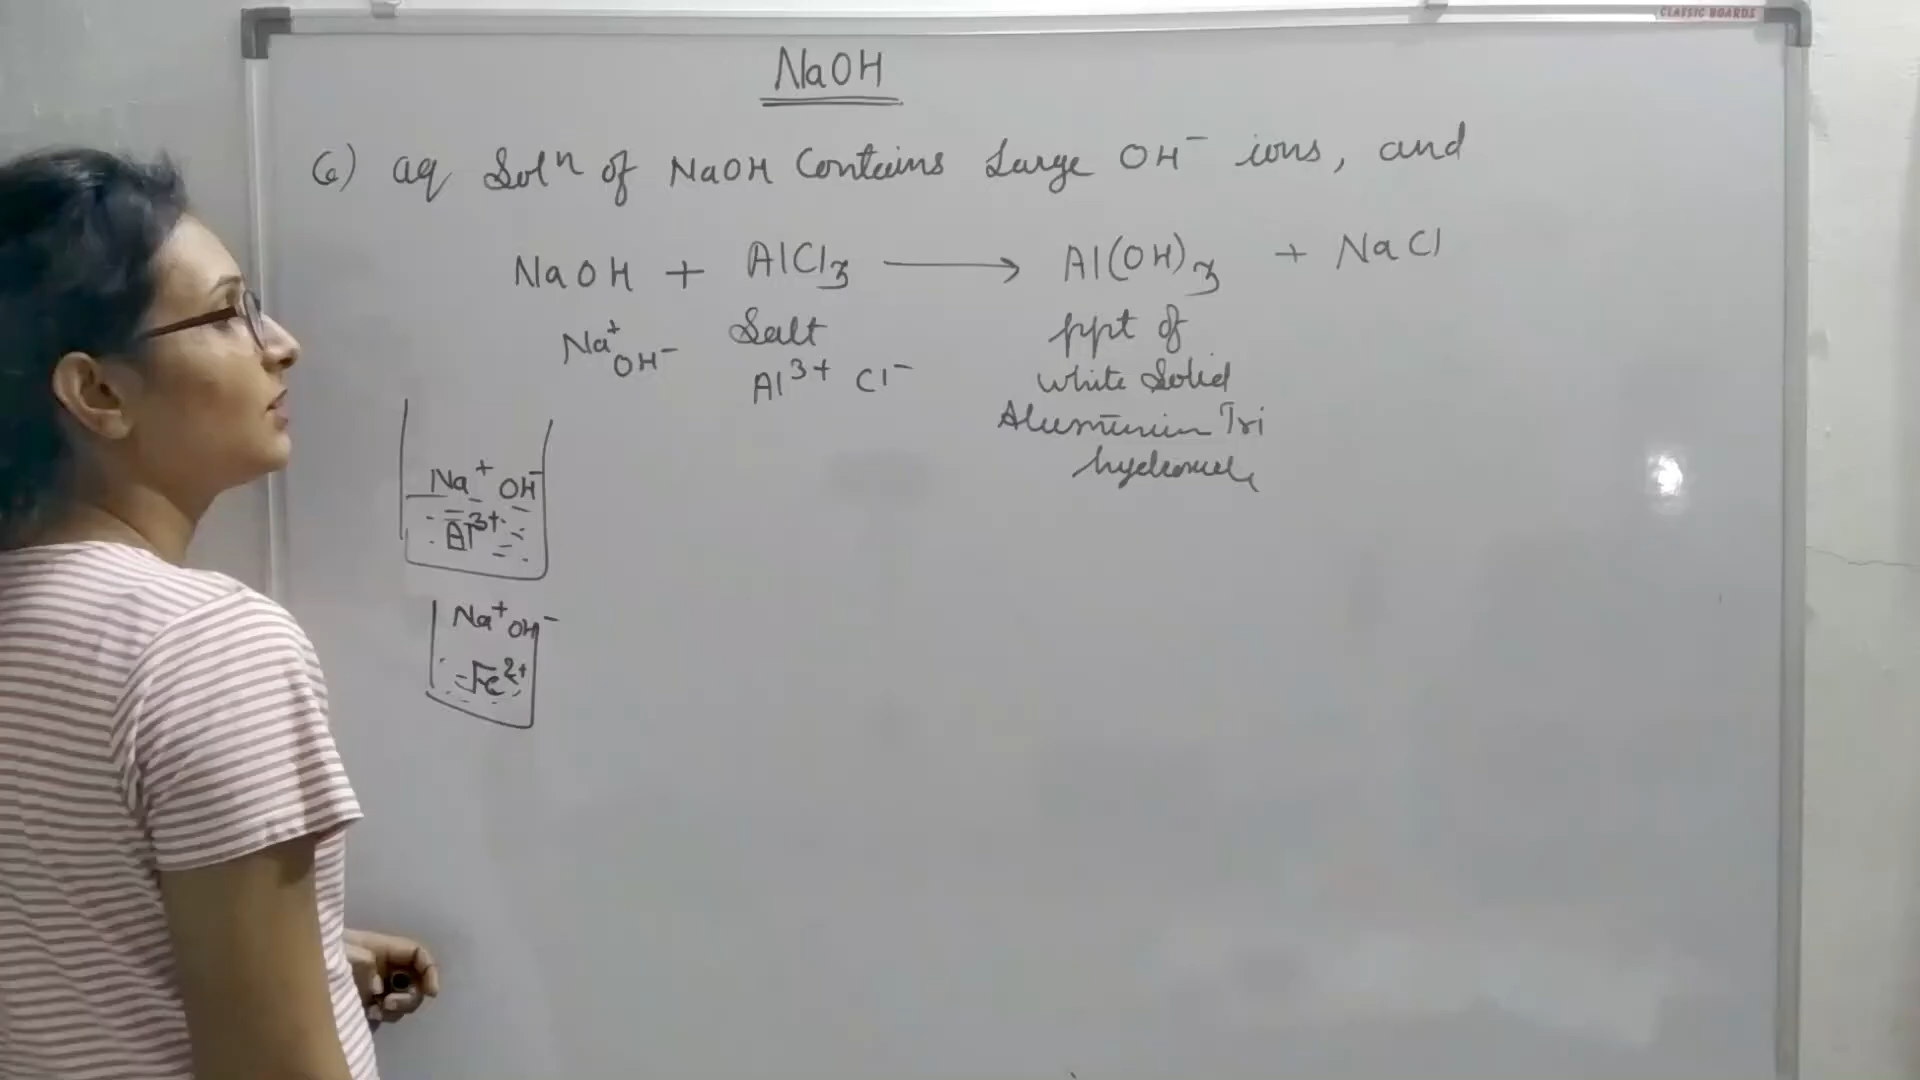 CLASSIC BOARDS
NaOH
6) aq Solⁿ of NaOH Contains Large OH⁻ ions, and
NaOH + AlCl₃ ⟶ Al(OH)₃ + NaCl
Na⁺ OH⁻ Salt ppt of
Al³⁺ Cl⁻ white Solid
Aluminium Tri
Na⁺ OH⁻
Al³⁺
Na⁺ OH⁻
Fe²⁺